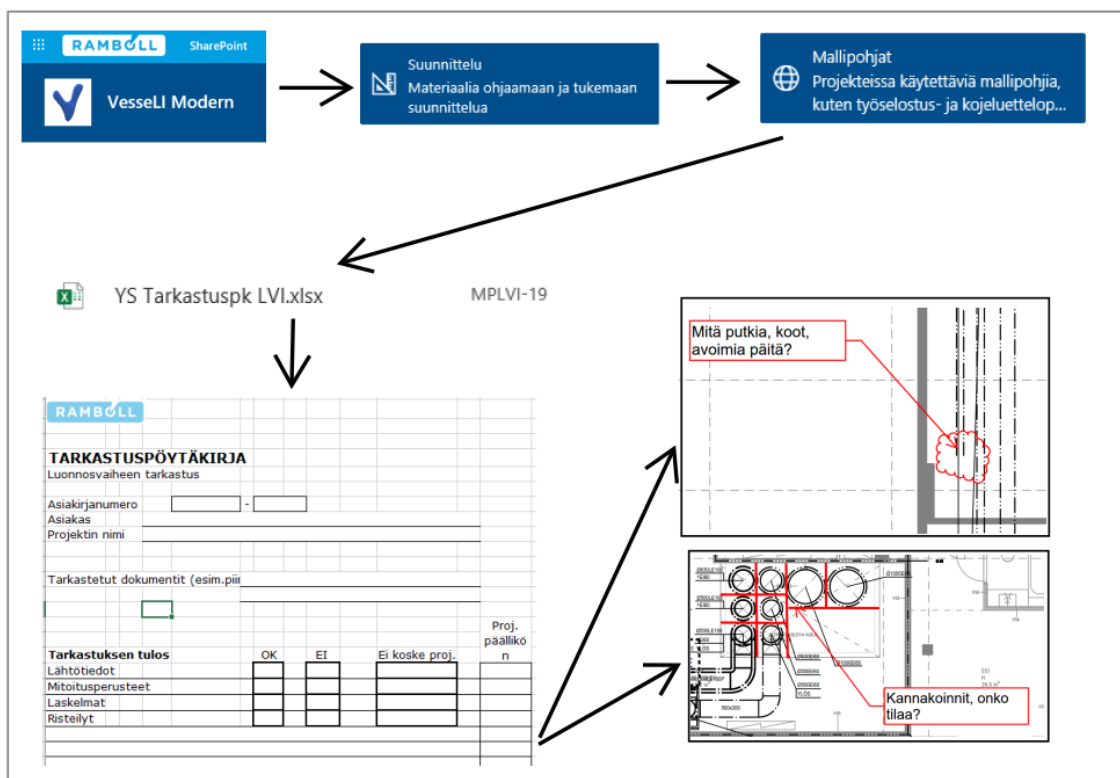 RAMBOLL SharePoint
VesseLI Modern
Suunnittelu
Materiaalia ohjaamaan ja tukemaan
suunnittelua
Mallipohjat
Projekteissa käytettäviä mallipohjia,
kuten työselostus- ja kojeluettelop...
YS Tarkastuspk LVI.xlsx MPLVI-19
RAMBOLL
TARKASTUSPÖYTÄKIRJA
Luonnosvaiheen tarkastus
Asiakirjanumero -
Asiakas
Projektin nimi
Tarkastetut dokumentit (esim.piir
Proj.
päällikö
n
Tarkastuksen tulos OK EI Ei koske proj.
Lähtötiedot
Mitoitusperusteet
Laskelmat
Risteilyt
Mitä putkia, koot,
avoimia päitä?
YLÖS
500x300
Kannakoinnit, onko
tilaa?